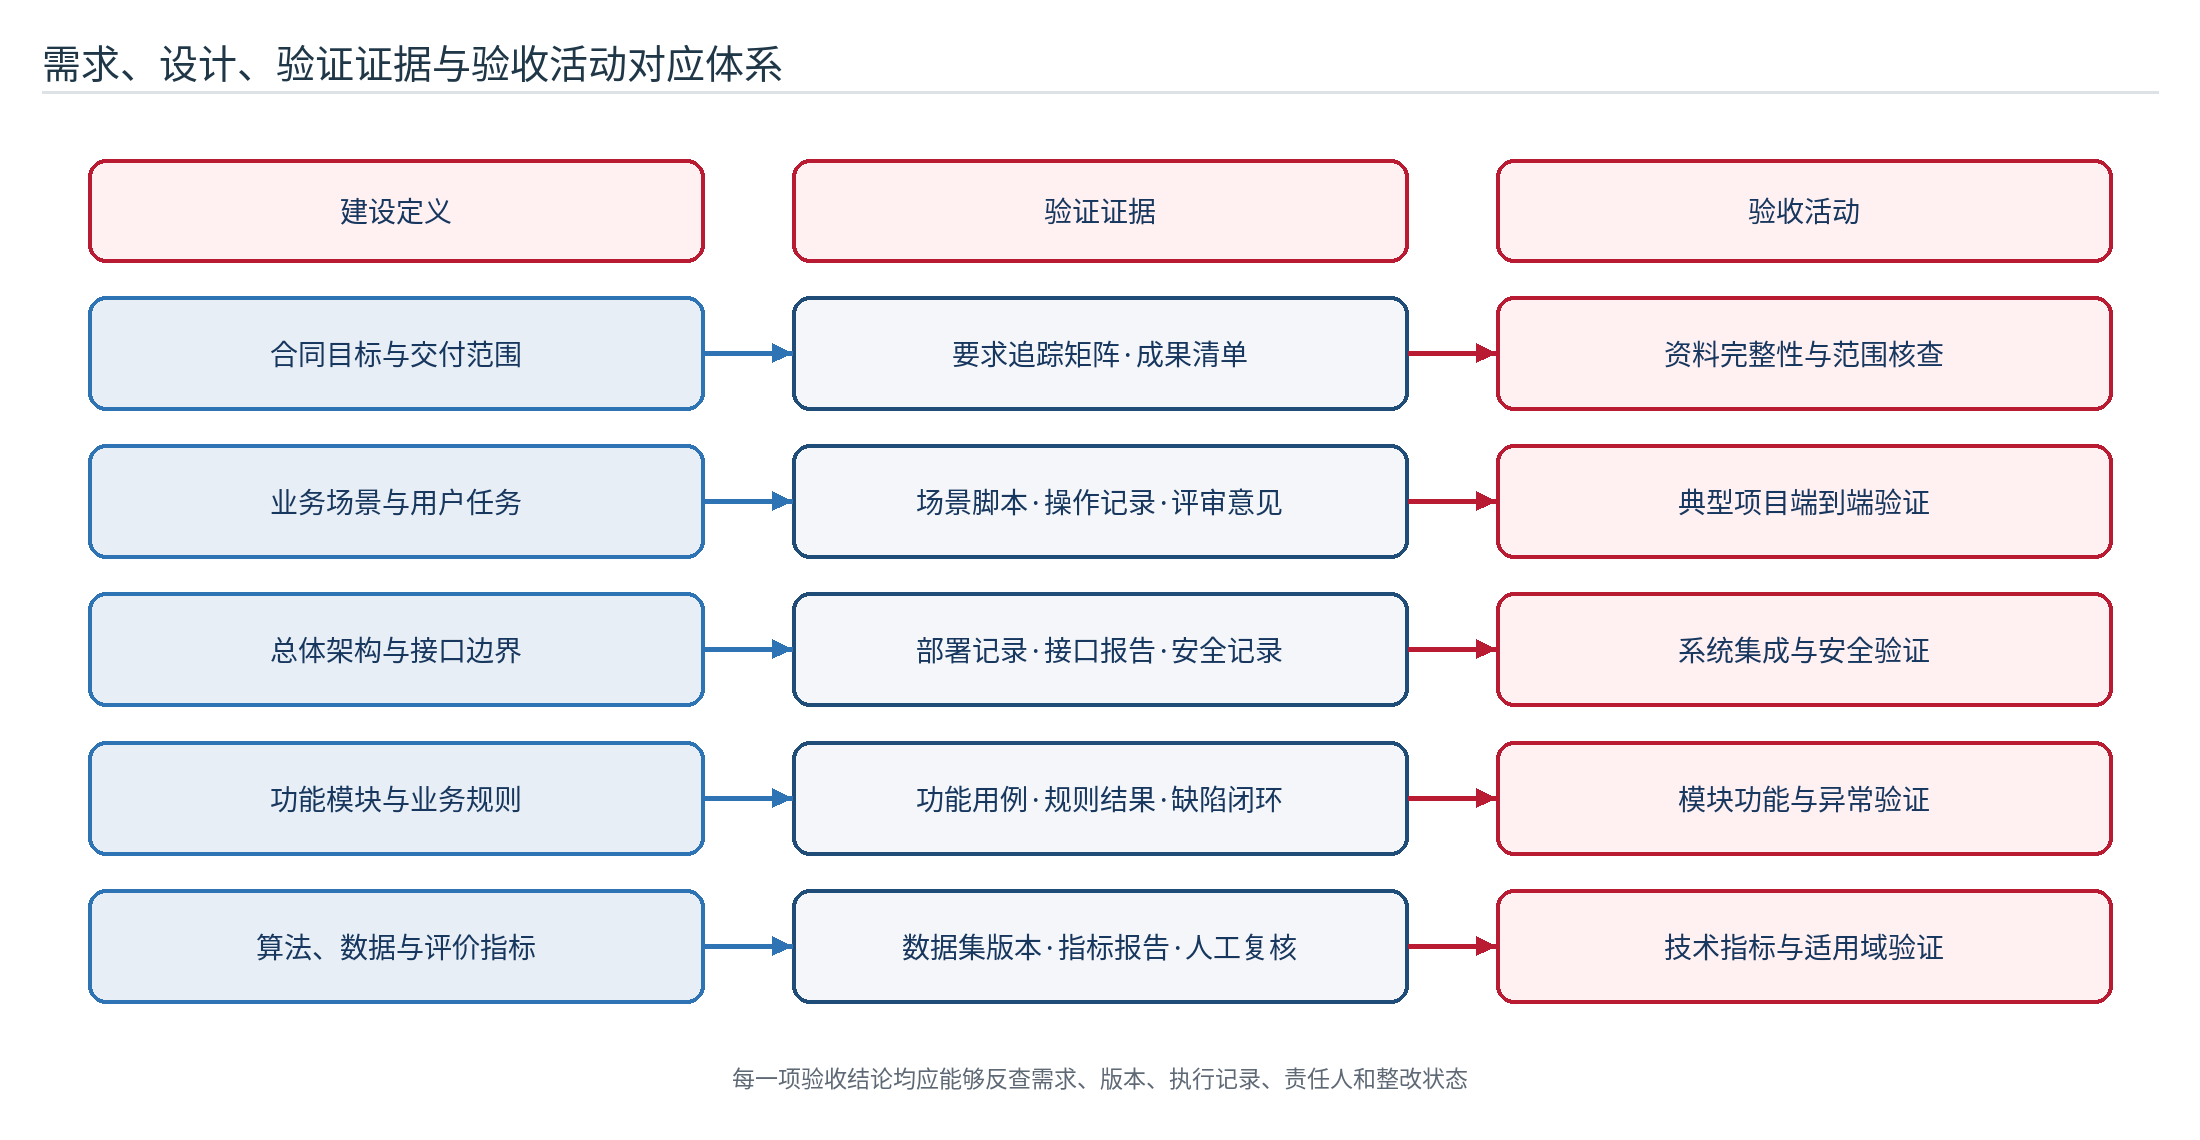 需求、设计、验证证据与验收活动对应体系
建设定义
验证证据
验收活动
合同目标与交付范围
要求追踪矩阵·成果清单
资料完整性与范围核查
业务场景与用户任务
场景脚本·操作记录·评审意见
典型项目端到端验证
总体架构与接口边界
部署记录·接口报告·安全记录
系统集成与安全验证
功能模块与业务规则
功能用例·规则结果·缺陷闭环
模块功能与异常验证
算法、数据与评价指标
数据集版本·指标报告·人工复核
技术指标与适用域验证
每一项验收结论均应能够反查需求、版本、执行记录、责任人和整改状态